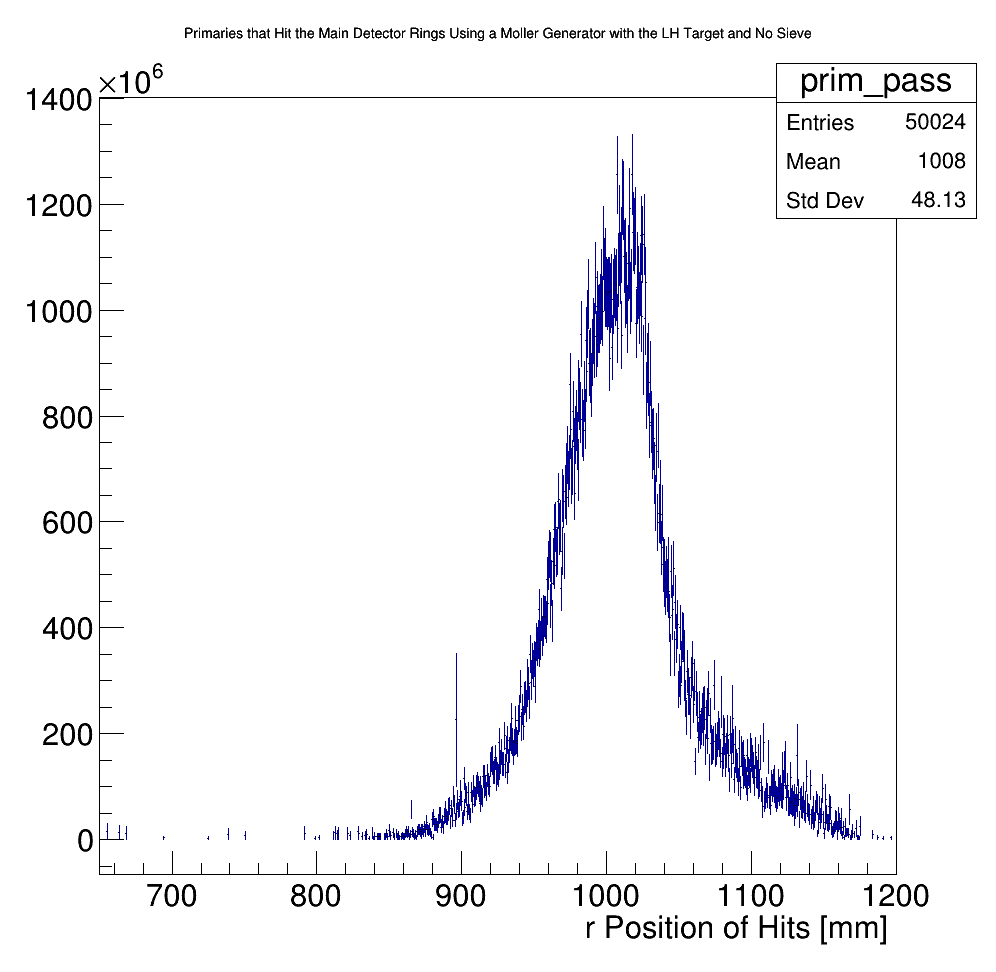 Primaries that Hit the Main Detector Rings Using a Moller Generator with the LH Target and No Sieve
×10⁶
prim_pass
Entries 50024
Mean 1008
Std Dev 48.13
1400
1200
1000
800
600
400
200
0
700 800 900 1000 1100 1200
r Position of Hits [mm]